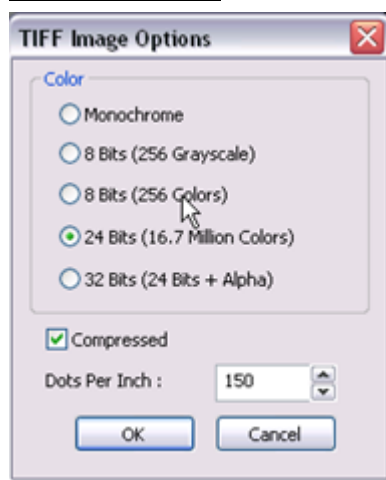 TIFF Image Options
Color
Monochrome
8 Bits (256 Grayscale)
8 Bits (256 Colors)
24 Bits (16.7 Million Colors)
32 Bits (24 Bits + Alpha)
Compressed
Dots Per Inch : 150
OK Cancel